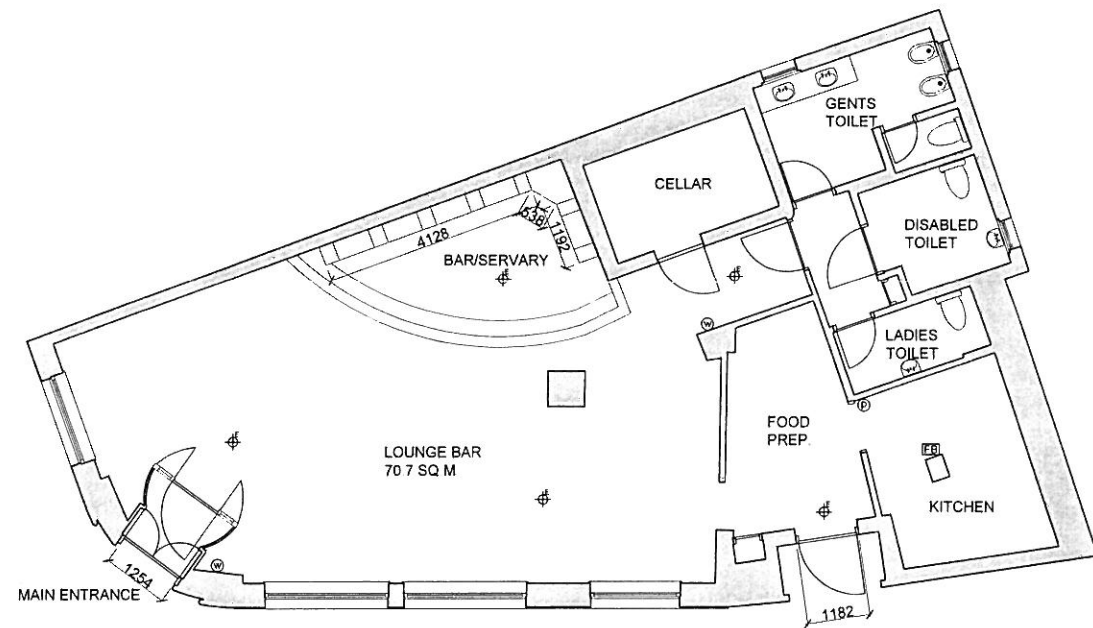 GENTS
TOILET
CELLAR
DISABLED
TOILET
538
1192
4128
BAR/SERVARY
E
E
W
LADIES
TOILET
P
FOOD
PREP.
FB
KITCHEN
E
LOUNGE BAR
70.7 SQ M
E
E
W
1254
MAIN ENTRANCE
1182